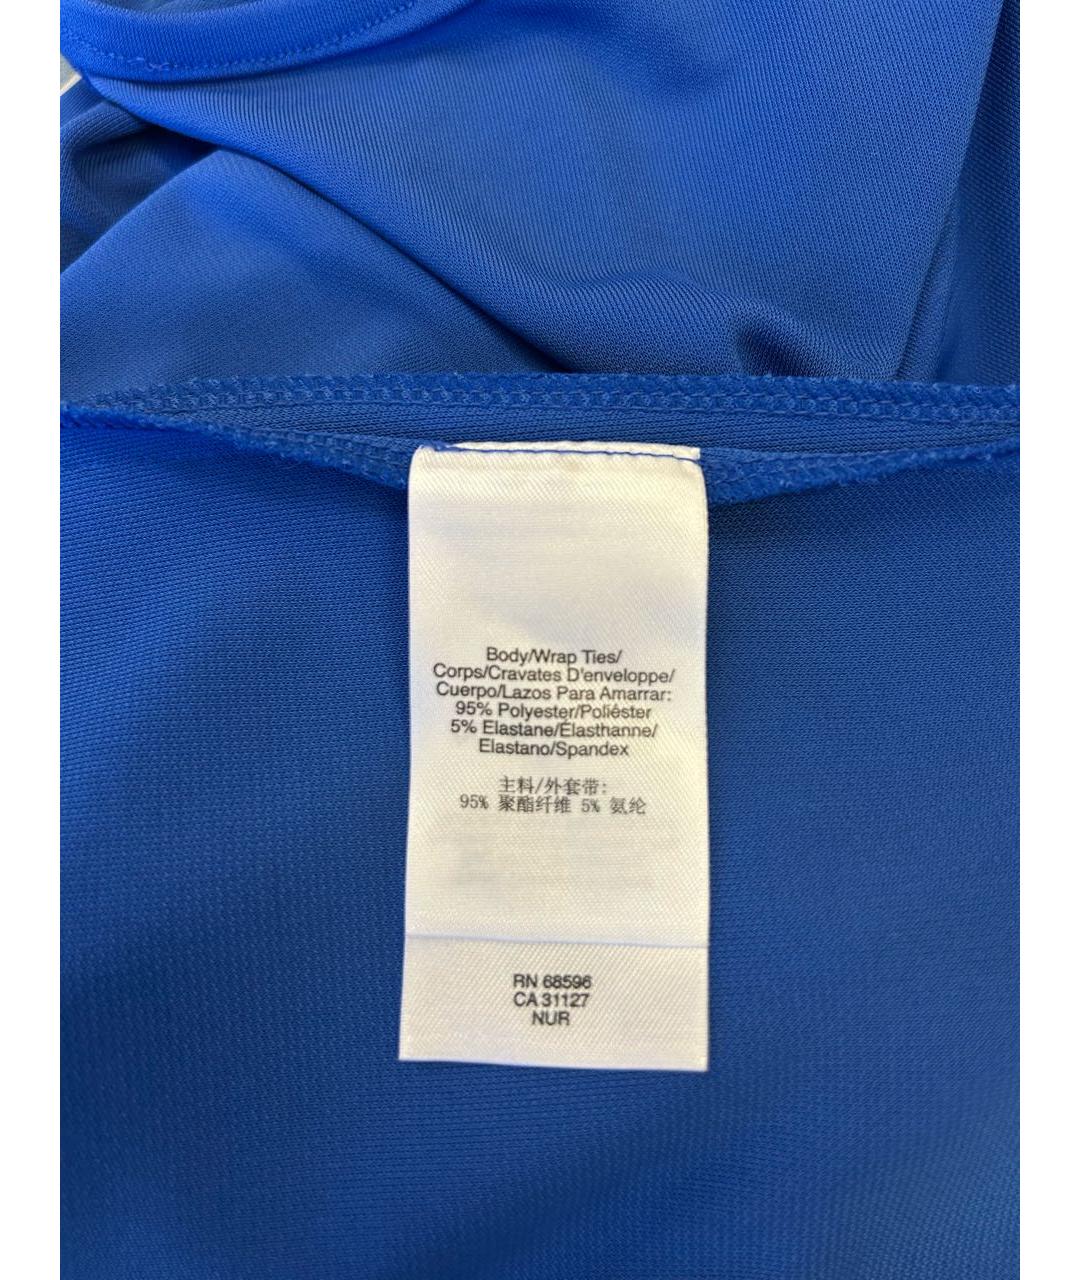 Body/Wrap Ties/
Corps/Cravates D'enveloppe/
Cuerpo/Lazos Para Amarrar:
95% Polyester/Poliéster
5% Elastane/Élasthanne/
Elastano/Spandex
主料/外套带:
95% 聚酯纤维 5% 氨纶
RN 68596
CA 31127
NUR